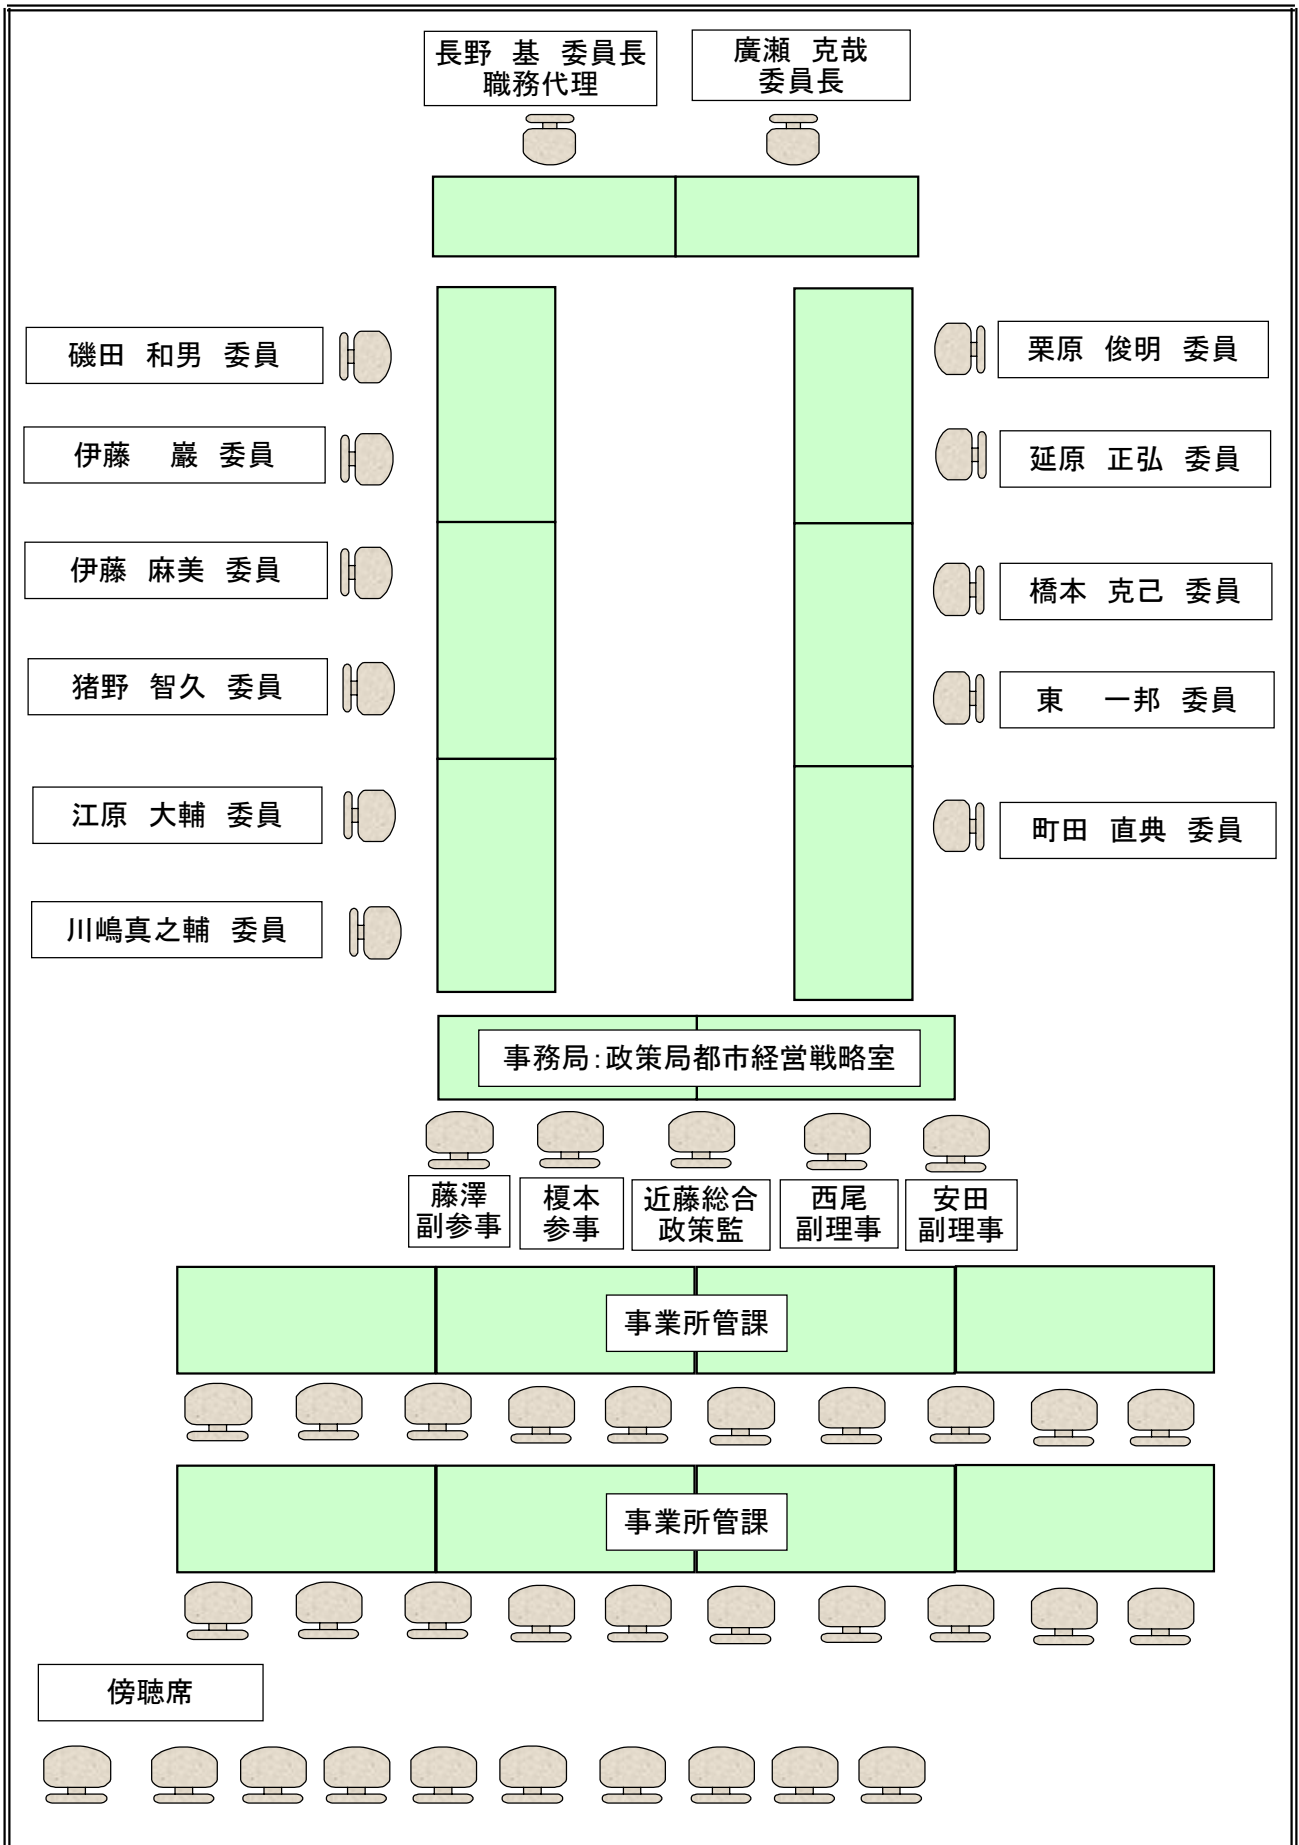 長野 基 委員長
職務代理
廣瀬 克哉
委員長
磯田 和男 委員
栗原 俊明 委員
伊藤 巖 委員
延原 正弘 委員
伊藤 麻美 委員
橋本 克己 委員
猪野 智久 委員
東 一邦 委員
江原 大輔 委員
町田 直典 委員
川嶋真之輔 委員
事務局：政策局都市経営戦略室
藤澤
副参事
榎本
参事
近藤総合
政策監
西尾
副理事
安田
副理事
事業所管課
事業所管課
傍聴席